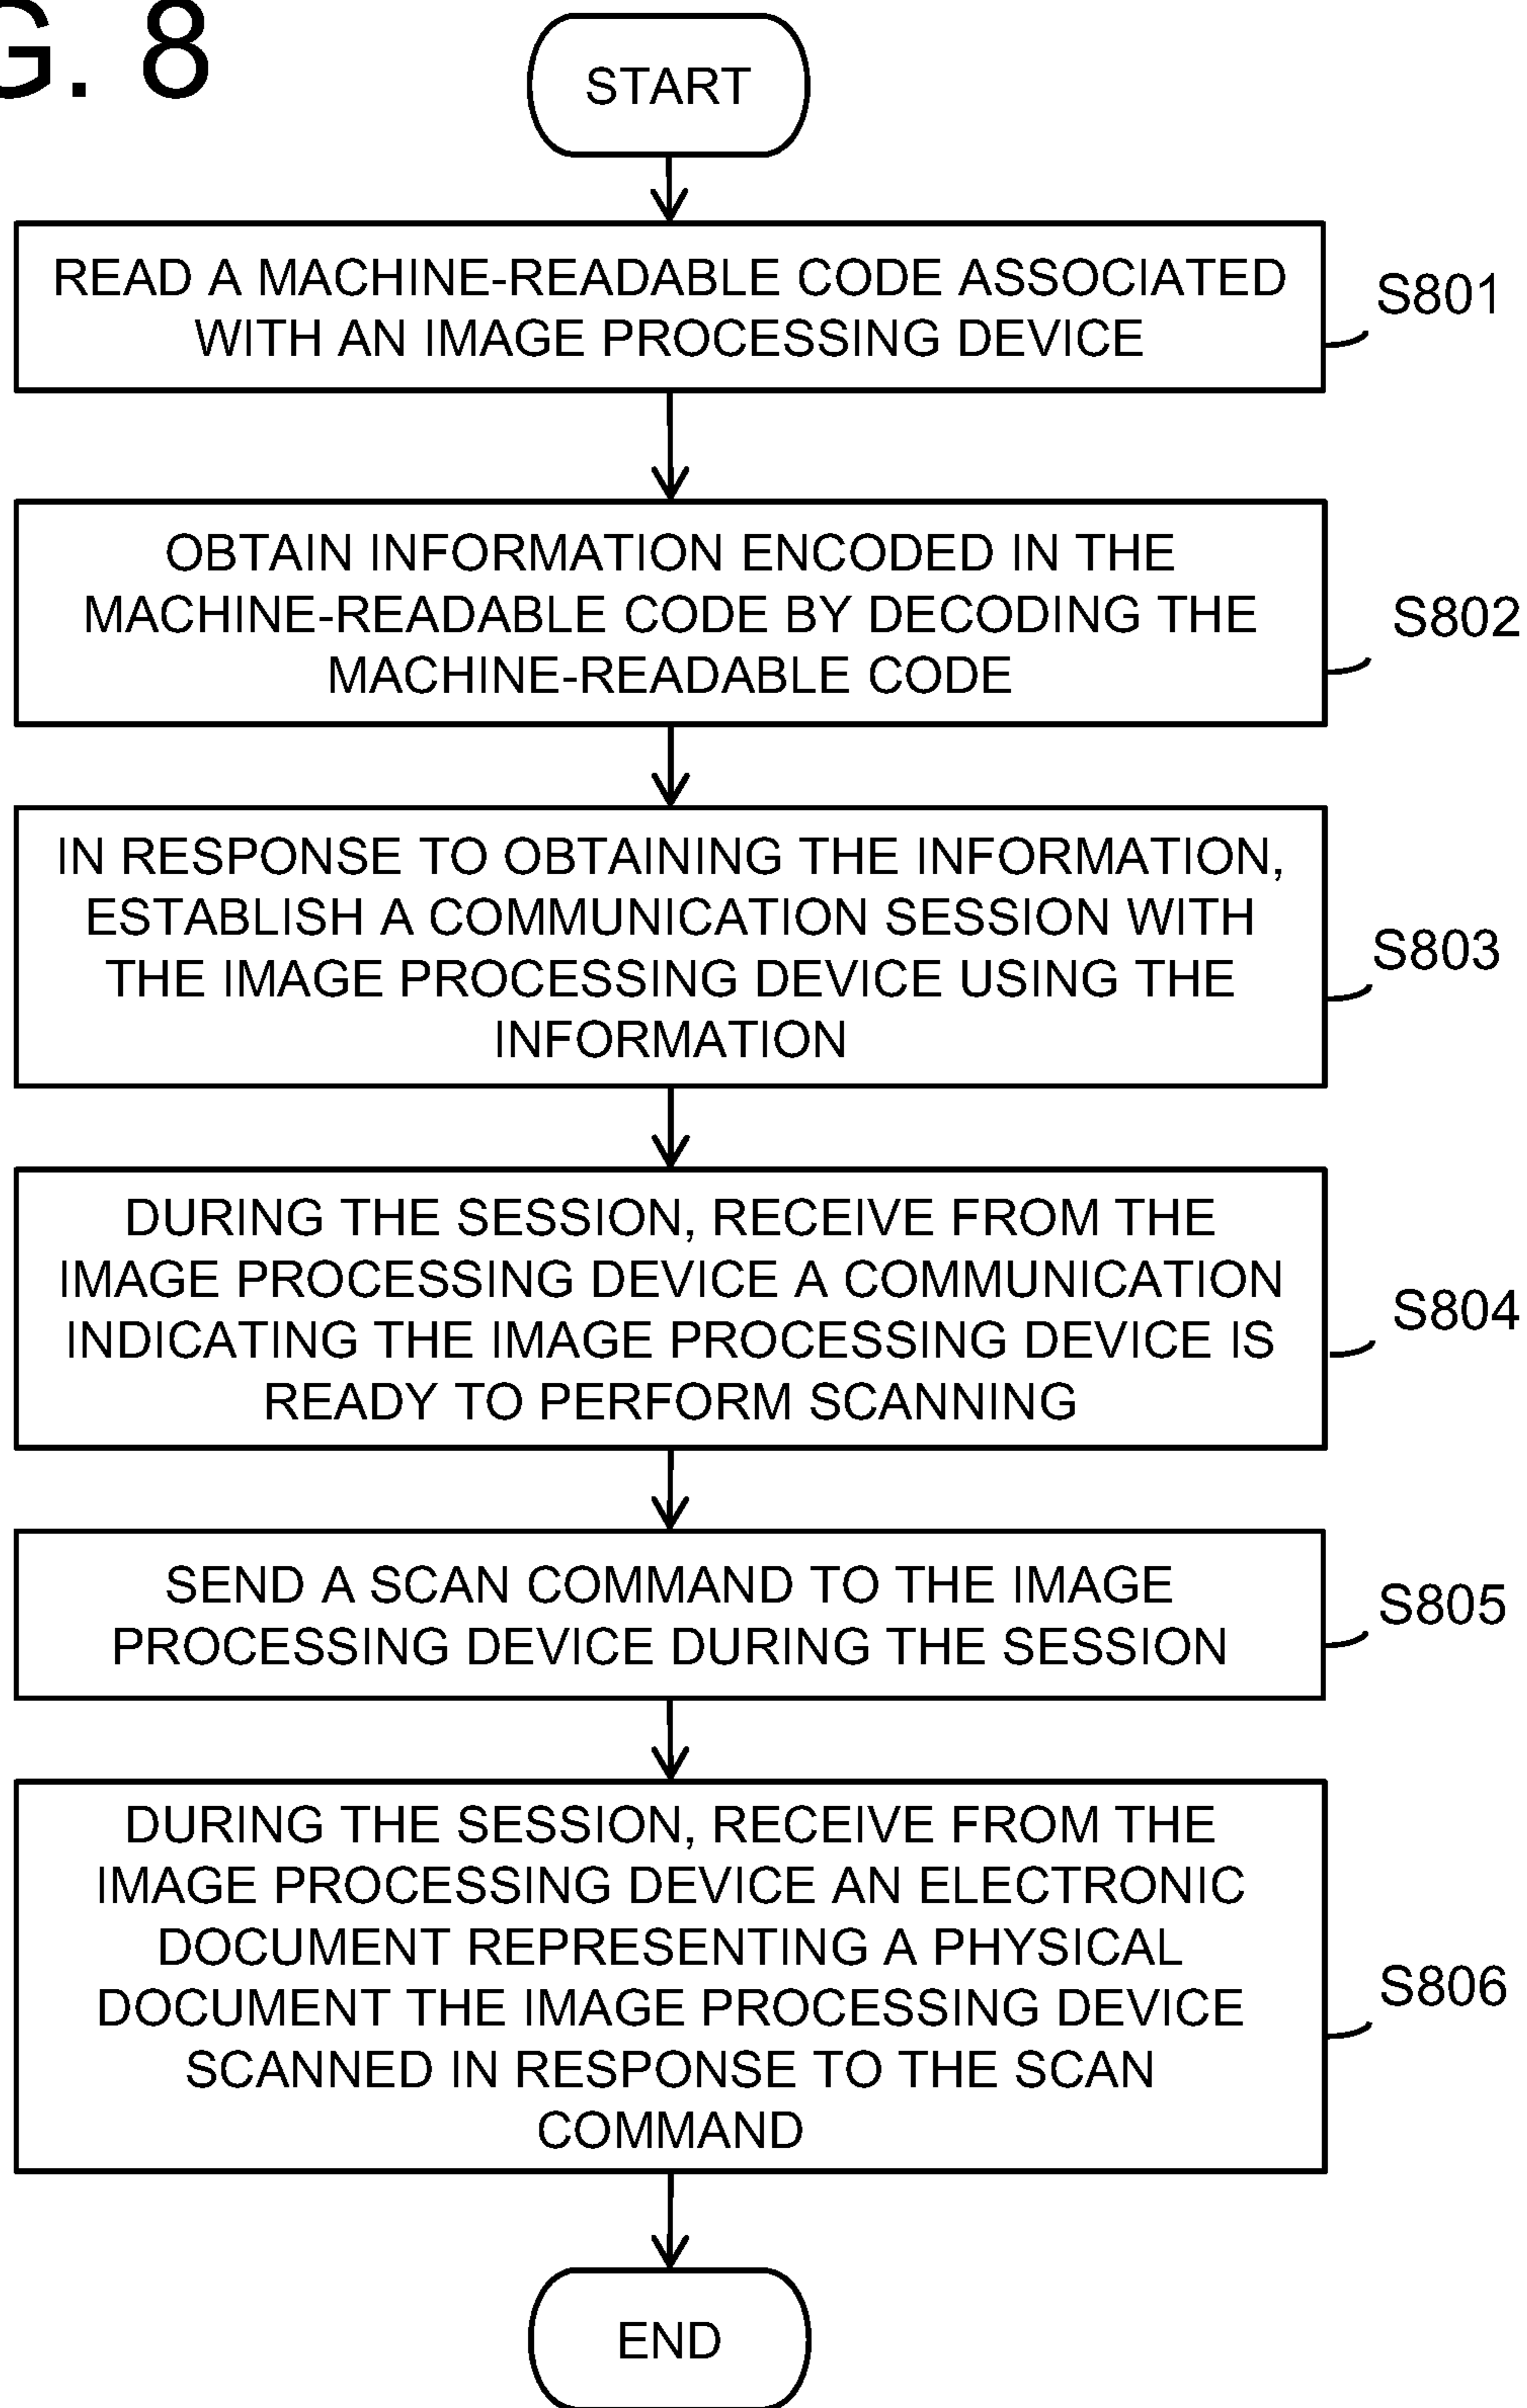 G. 8
START
READ A MACHINE-READABLE CODE ASSOCIATED
WITH AN IMAGE PROCESSING DEVICE
S801
OBTAIN INFORMATION ENCODED IN THE
MACHINE-READABLE CODE BY DECODING THE
MACHINE-READABLE CODE
S802
IN RESPONSE TO OBTAINING THE INFORMATION,
ESTABLISH A COMMUNICATION SESSION WITH
THE IMAGE PROCESSING DEVICE USING THE
INFORMATION
S803
DURING THE SESSION, RECEIVE FROM THE
IMAGE PROCESSING DEVICE A COMMUNICATION
INDICATING THE IMAGE PROCESSING DEVICE IS
READY TO PERFORM SCANNING
S804
SEND A SCAN COMMAND TO THE IMAGE
PROCESSING DEVICE DURING THE SESSION
S805
DURING THE SESSION, RECEIVE FROM THE
IMAGE PROCESSING DEVICE AN ELECTRONIC
DOCUMENT REPRESENTING A PHYSICAL
DOCUMENT THE IMAGE PROCESSING DEVICE
SCANNED IN RESPONSE TO THE SCAN
COMMAND
S806
END